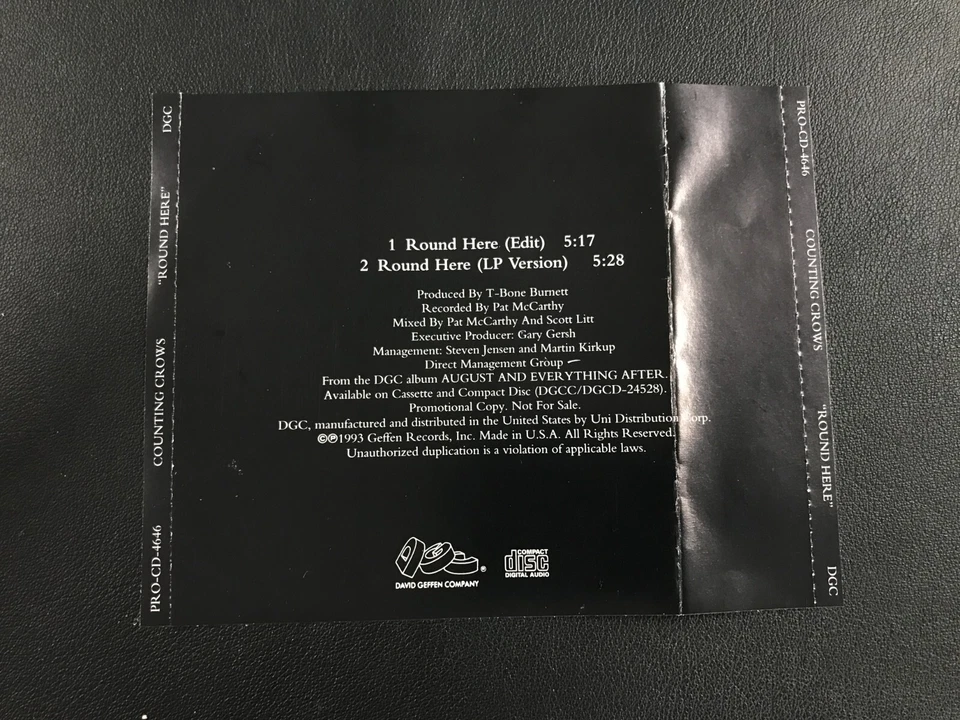 DGC
"ROUND HERE"
COUNTING CROWS
PRO-CD-4646
1 Round Here (Edit) 5:17
2 Round Here (LP Version) 5:28
Produced By T-Bone Burnett
Recorded By Pat McCarthy
Mixed By Pat McCarthy And Scott Litt
Executive Producer: Gary Gersh
Management: Steven Jensen and Martin Kirkup
Direct Management Group
From the DGC album AUGUST AND EVERYTHING AFTER.
Available on Cassette and Compact Disc (DGCC/DGCD-24528).
Promotional Copy. Not For Sale.
DGC, manufactured and distributed in the United States by Uni Distribution Corp.
©℗1993 Geffen Records, Inc. Made in U.S.A. All Rights Reserved.
Unauthorized duplication is a violation of applicable laws.
DAVID GEFFEN COMPANY ®
COMPACT
disc
DIGITAL AUDIO
PRO-CD-4646
COUNTING CROWS
"ROUND HERE"
DGC